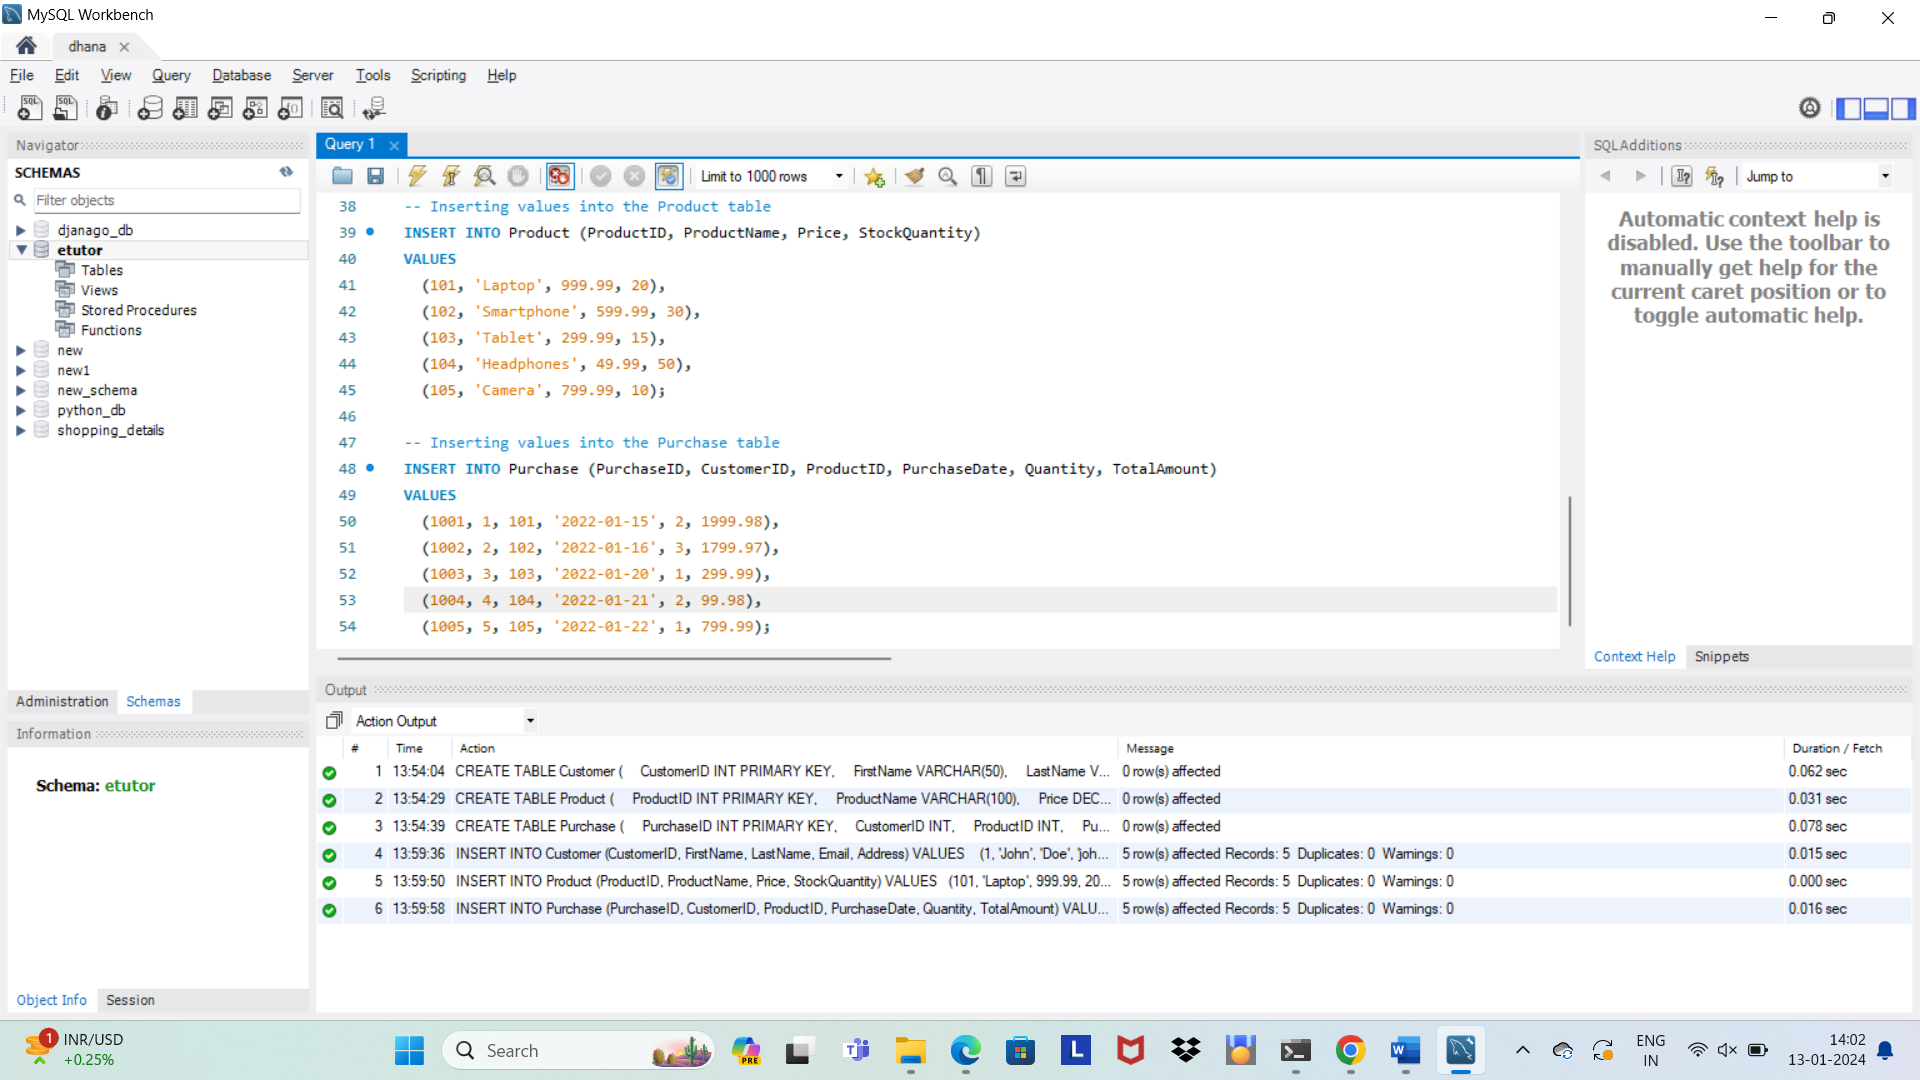 MySQL Workbench
dhana
File Edit View Query Database Server Tools Scripting Help
Navigator
SCHEMAS
Filter objects
djanago_db
etutor
Tables
Views
Stored Procedures
Functions
new
new1
new_schema
python_db
shopping_details
Administration Schemas
Information
Schema: etutor
Object Info Session
Query 1
Limit to 1000 rows
38 -- Inserting values into the Product table
39 INSERT INTO Product (ProductID, ProductName, Price, StockQuantity)
40 VALUES
41 (101, 'Laptop', 999.99, 20),
42 (102, 'Smartphone', 599.99, 30),
43 (103, 'Tablet', 299.99, 15),
44 (104, 'Headphones', 49.99, 50),
45 (105, 'Camera', 799.99, 10);
46
47 -- Inserting values into the Purchase table
48 INSERT INTO Purchase (PurchaseID, CustomerID, ProductID, PurchaseDate, Quantity, TotalAmount)
49 VALUES
50 (1001, 1, 101, '2022-01-15', 2, 1999.98),
51 (1002, 2, 102, '2022-01-16', 3, 1799.97),
52 (1003, 3, 103, '2022-01-20', 1, 299.99),
53 (1004, 4, 104, '2022-01-21', 2, 99.98),
54 (1005, 5, 105, '2022-01-22', 1, 799.99);
SQLAdditions
Jump to
Automatic context help is
disabled. Use the toolbar to
manually get help for the
current caret position or to
toggle automatic help.
Context Help Snippets
Output
Action Output
# Time Action Message Duration / Fetch
1 13:54:04 CREATE TABLE Customer ( CustomerID INT PRIMARY KEY, FirstName VARCHAR(50), LastName V... 0 row(s) affected 0.062 sec
2 13:54:29 CREATE TABLE Product ( ProductID INT PRIMARY KEY, ProductName VARCHAR(100), Price DEC... 0 row(s) affected 0.031 sec
3 13:54:39 CREATE TABLE Purchase ( PurchaseID INT PRIMARY KEY, CustomerID INT, ProductID INT, Pu... 0 row(s) affected 0.078 sec
4 13:59:36 INSERT INTO Customer (CustomerID, FirstName, LastName, Email, Address) VALUES (1, 'John', 'Doe', 'joh... 5 row(s) affected Records: 5 Duplicates: 0 Warnings: 0 0.015 sec
5 13:59:50 INSERT INTO Product (ProductID, ProductName, Price, StockQuantity) VALUES (101, 'Laptop', 999.99, 20... 5 row(s) affected Records: 5 Duplicates: 0 Warnings: 0 0.000 sec
6 13:59:58 INSERT INTO Purchase (PurchaseID, CustomerID, ProductID, PurchaseDate, Quantity, TotalAmount) VALU... 5 row(s) affected Records: 5 Duplicates: 0 Warnings: 0 0.016 sec
1 INR/USD
+0.25%
Search
PRE
L
ENG
IN
14:02
13-01-2024